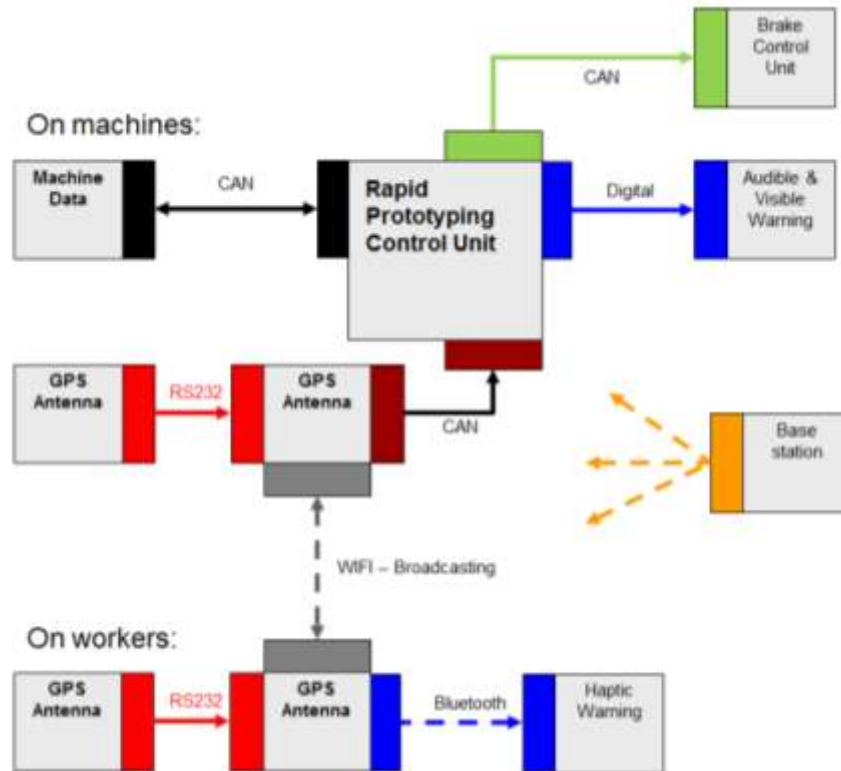 Brake
Control
Unit
CAN
On machines:
Machine
Data
CAN
Rapid
Prototyping
Control Unit
Digital
Audible &
Visible
Warning
GPS
Antenna
RS232
GPS
Antenna
CAN
Base
station
WIFI – Broadcasting
On workers:
GPS
Antenna
RS232
GPS
Antenna
Bluetooth
Haptic
Warning